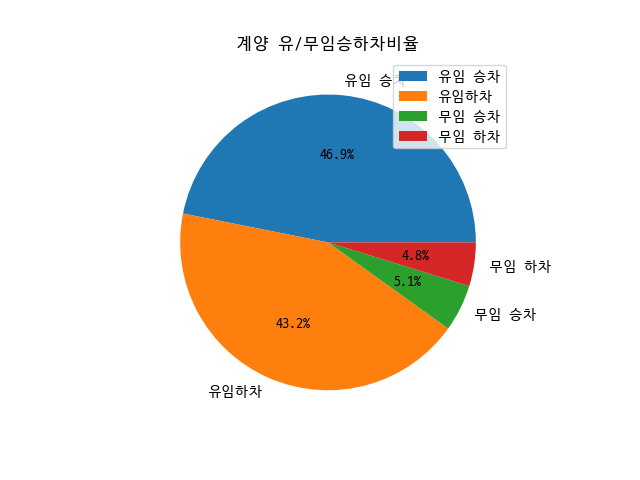 계양 유/무임승하차비율
유임 승차
유임 승차
유임하차
무임 승차
무임 하차
46.9%
4.8%
무임 하차
5.1%
무임 승차
43.2%
유임하차